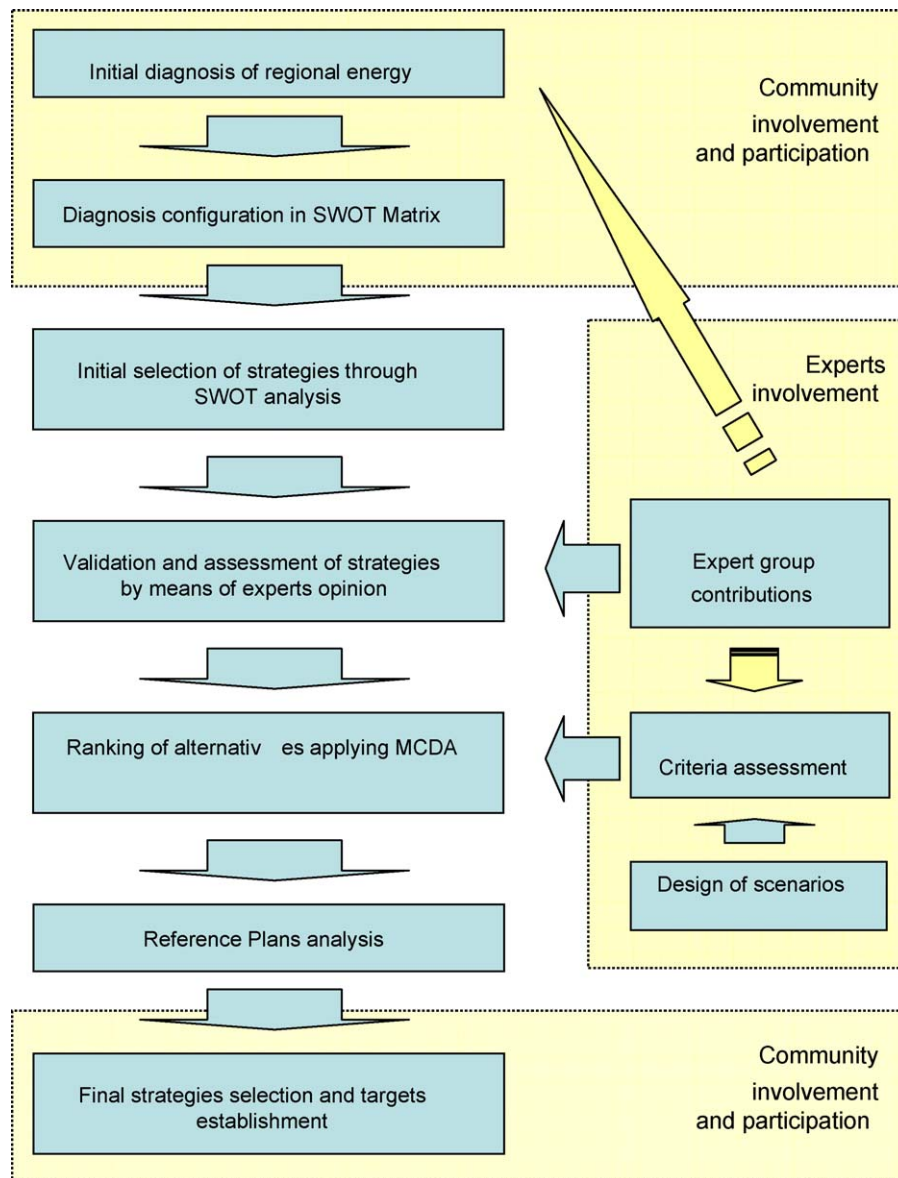 Initial diagnosis of regional energy
Community
involvement
and participation
Diagnosis configuration in SWOT Matrix
Initial selection of strategies through
SWOT analysis
Experts
involvement
Validation and assessment of strategies
by means of experts opinion
Expert group
contributions
Ranking of alternativ es applying MCDA
Criteria assessment
Design of scenarios
Reference Plans analysis
Final strategies selection and targets
establishment
Community
involvement
and participation